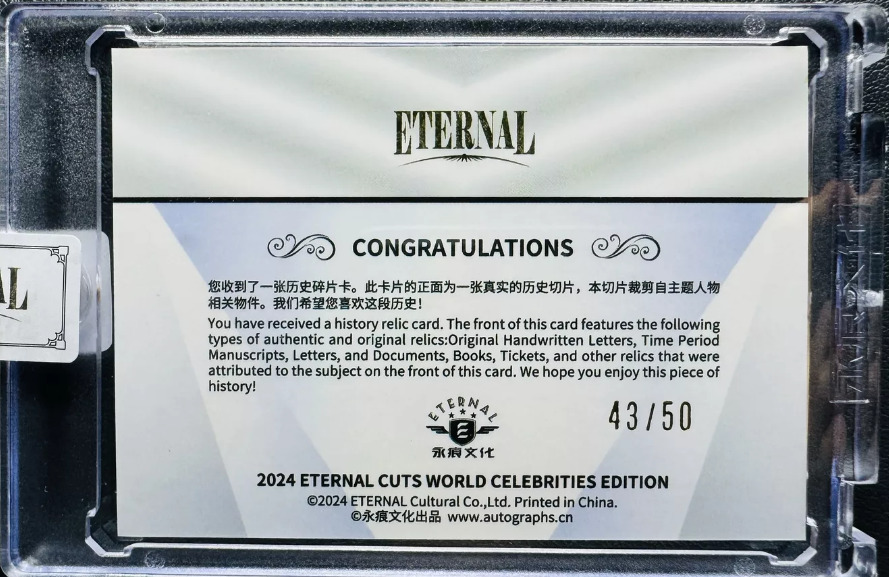 ETERNAL
CONGRATULATIONS
您收到了一张历史碎片卡。此卡片的正面为一张真实的历史切片，本切片裁剪自主题人物
相关物件。我们希望您喜欢这段历史！
You have received a history relic card. The front of this card features the following
types of authentic and original relics:Original Handwritten Letters, Time Period
Manuscripts, Letters, and Documents, Books, Tickets, and other relics that were
attributed to the subject on the front of this card. We hope you enjoy this piece of
history!
ETERNAL
永痕文化
43/50
2024 ETERNAL CUTS WORLD CELEBRITIES EDITION
©2024 ETERNAL Cultural Co.,Ltd. Printed in China.
©永痕文化出品 www.autographs.cn
AL